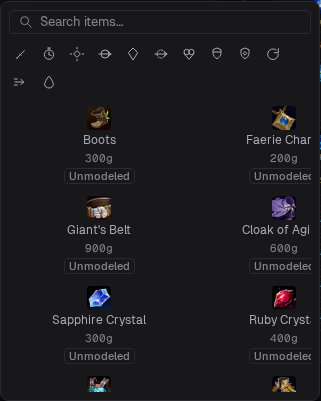 Search items...
Boots
Faerie Char
300g
200g
Unmodeled
Unmodeled
Giant's Belt
Cloak of Agi
900g
600g
Unmodeled
Unmodeled
Sapphire Crystal
Ruby Cryst
300g
400g
Unmodeled
Unmodeled